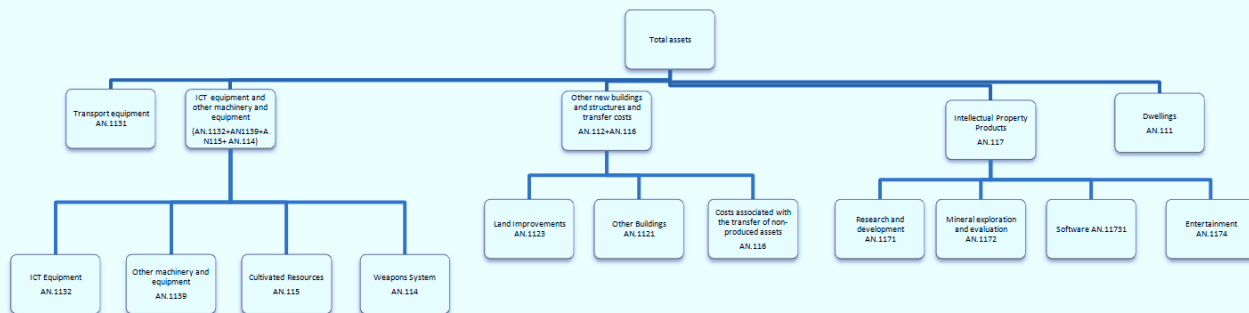 Total assets
Transport equipment
AN.1131
ICT equipment and
other machinery and
equipment
(AN.1132+AN1139+A
N115+ AN.114)
Other new buildings
and structures and
transfer costs
AN.112+AN.116
Intellectual Property
Products
AN.117
Dwellings
AN.111
Land Improvements
AN.1123
Other Buildings
AN.1121
Costs associated with
the transfer of non-
produced assets
AN.116
Research and
development
AN.1171
Mineral exploration
and evaluation
AN.1172
Software AN.11731
Entertainment
AN.1174
ICT Equipment
AN.1132
Other machinery and
equipment
AN.1139
Cultivated Resources
AN.115
Weapons System
AN.114